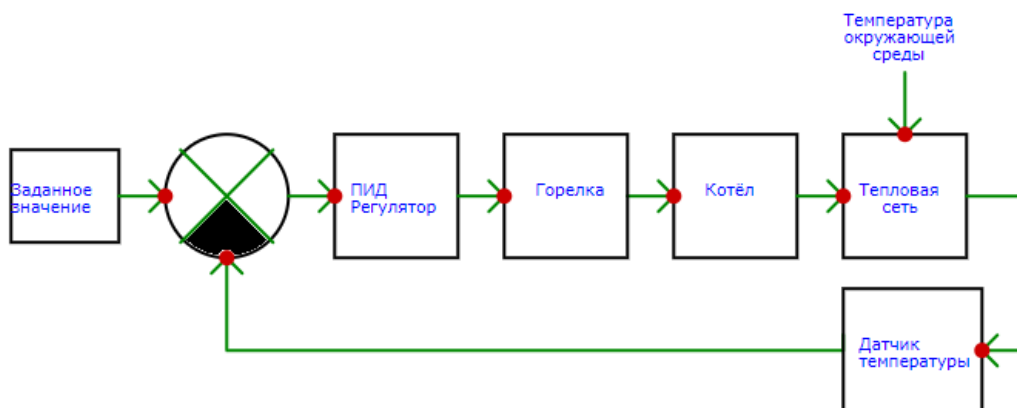 Температура
окружающей
среды
Заданное
значение
ПИД
Регулятор
Горелка
Котёл
Тепловая
сеть
Датчик
температуры